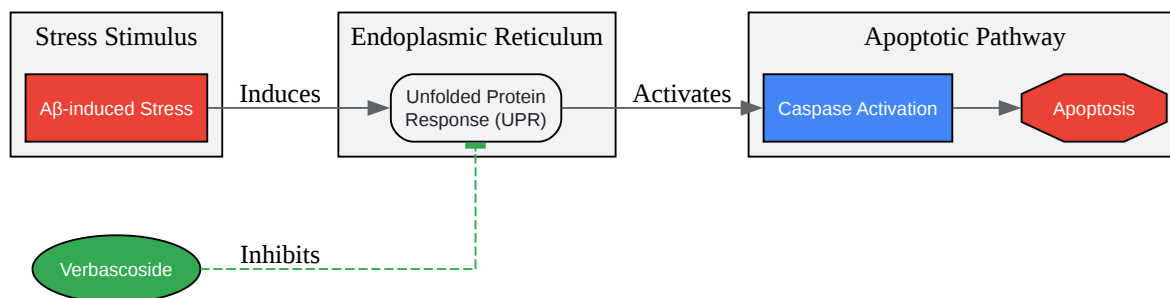 Stress Stimulus
Endoplasmic Reticulum
Apoptotic Pathway
Aβ-induced Stress
Induces
Unfolded Protein
Response (UPR)
Activates
Caspase Activation
Apoptosis
Verbascoside
Inhibits